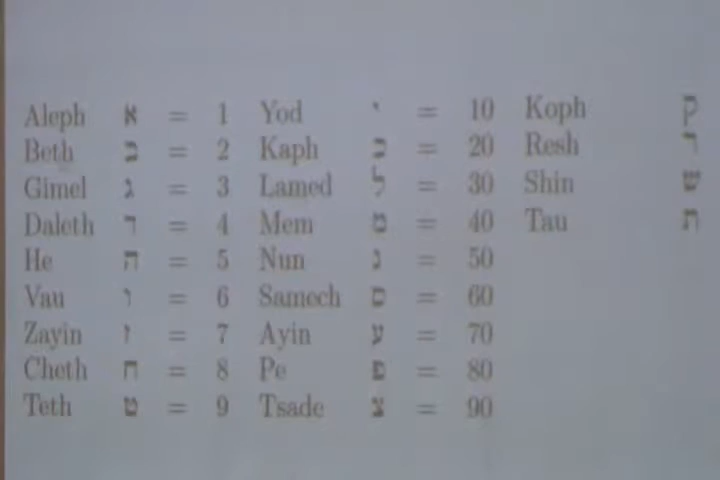 Aleph א = 1 Yod י = 10 Koph ק
Beth ב = 2 Kaph כ = 20 Resh ר
Gimel ג = 3 Lamed ל = 30 Shin ש
Daleth ד = 4 Mem מ = 40 Tau ת
He ה = 5 Nun נ = 50
Vau ו = 6 Samech ס = 60
Zayin ז = 7 Ayin ע = 70
Cheth ח = 8 Pe פ = 80
Teth ט = 9 Tsade צ = 90